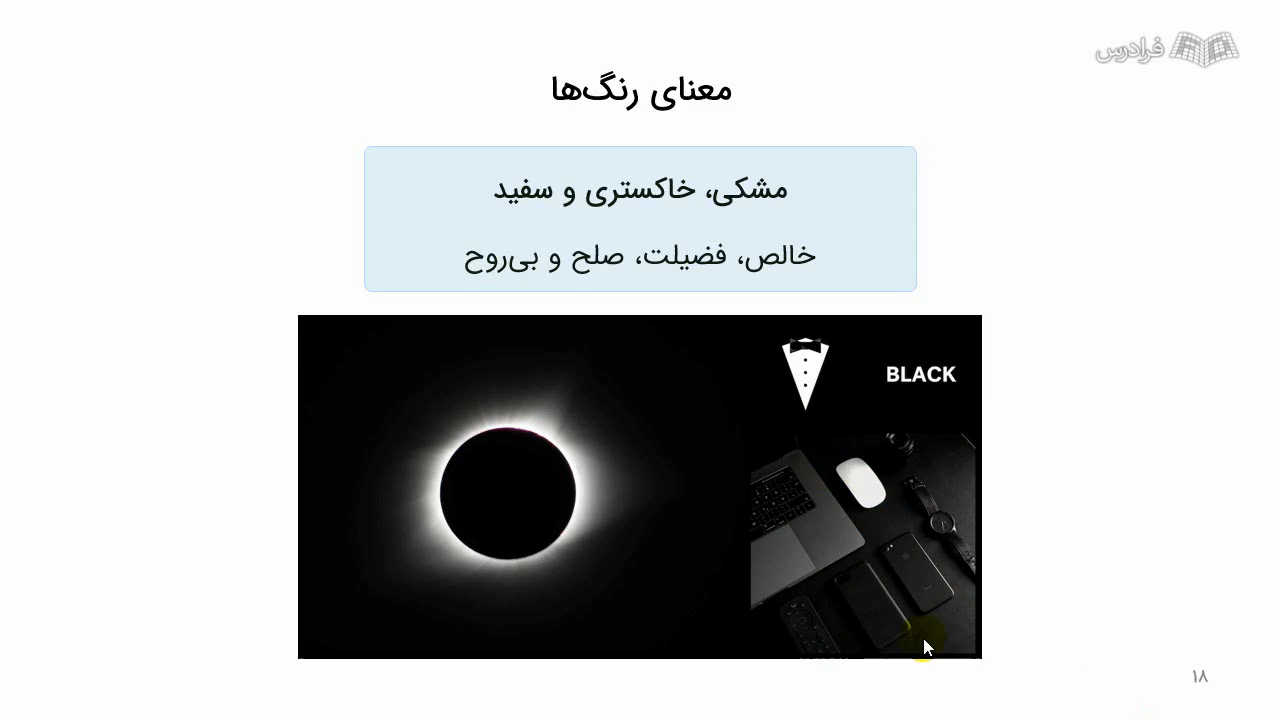 فرادرس
معنای رنگ‌ها
مشکی، خاکستری و سفید
خالص، فضیلت، صلح و بی‌روح
BLACK
۱۸